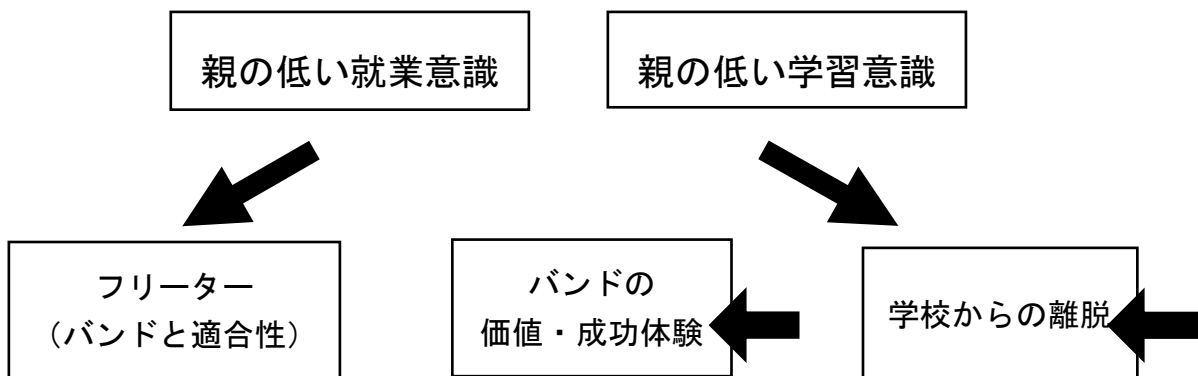 親の低い就業意識
親の低い学習意識
フリーター
（バンドと適合性）
バンドの
価値・成功体験
学校からの離脱